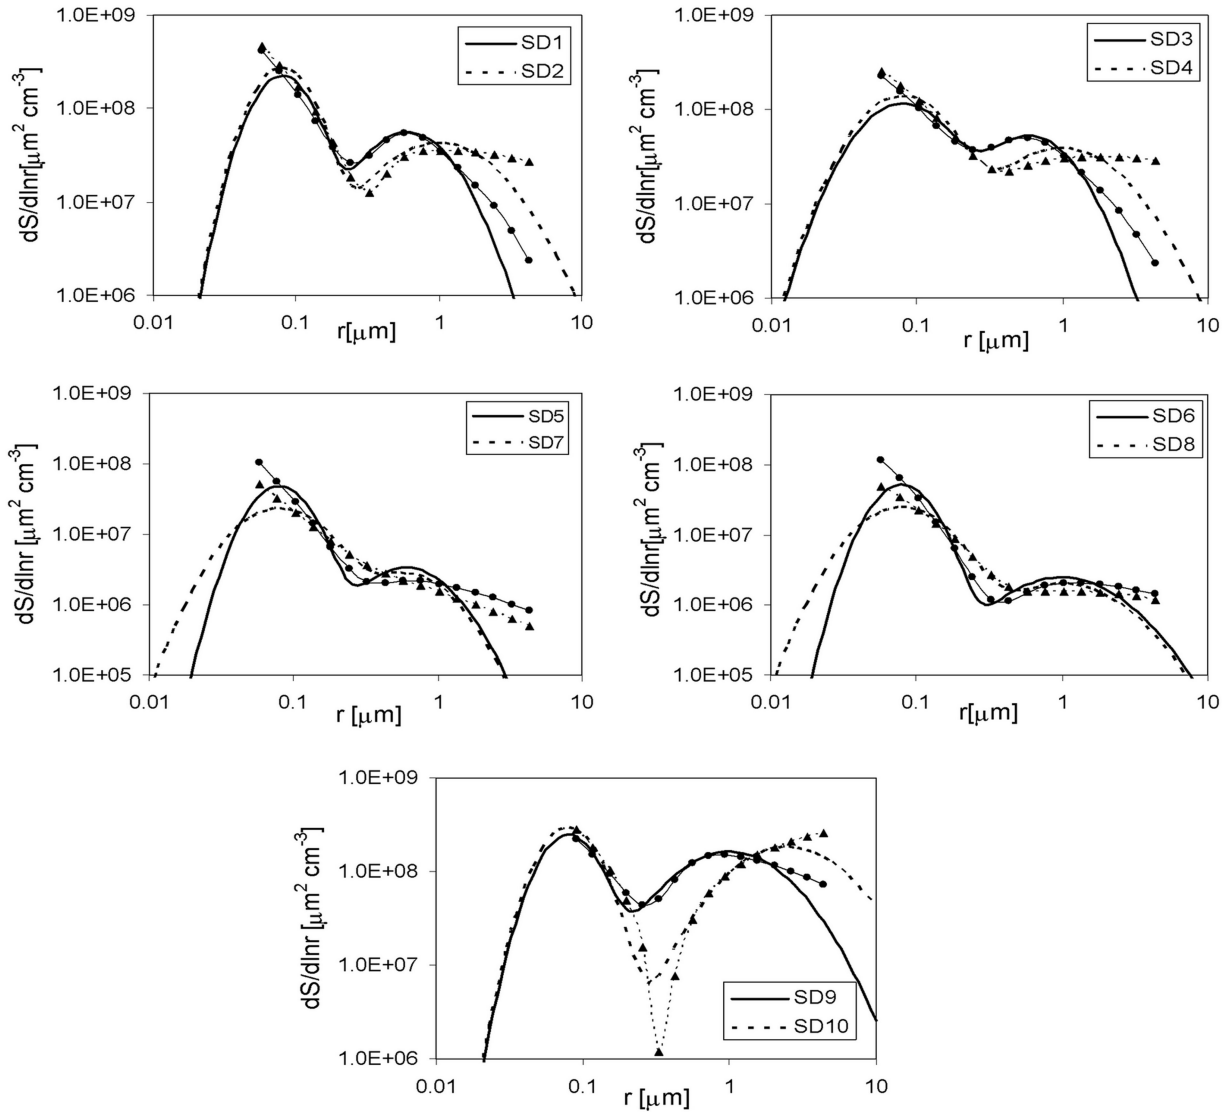 1.0E+09
1.0E+08
1.0E+07
1.0E+06
dS/dlnr[μm² cm⁻³]
0.01 0.1 1 10
r[μm]
SD1
SD2
1.0E+09
1.0E+08
1.0E+07
1.0E+06
dS/dlnr[μm² cm⁻³]
0.01 0.1 1 10
r [μm]
SD3
SD4
1.0E+09
1.0E+08
1.0E+07
1.0E+06
1.0E+05
dS/dlnr [μm² cm⁻³]
0.01 0.1 1 10
r [μm]
SD5
SD7
1.0E+09
1.0E+08
1.0E+07
1.0E+06
1.0E+05
dS/dlnr[μm² cm⁻³]
0.01 0.1 1 10
r[μm]
SD6
SD8
1.0E+09
1.0E+08
1.0E+07
1.0E+06
dS/dlnr [μm² cm⁻³]
0.01 0.1 1 10
r [μm]
SD9
SD10